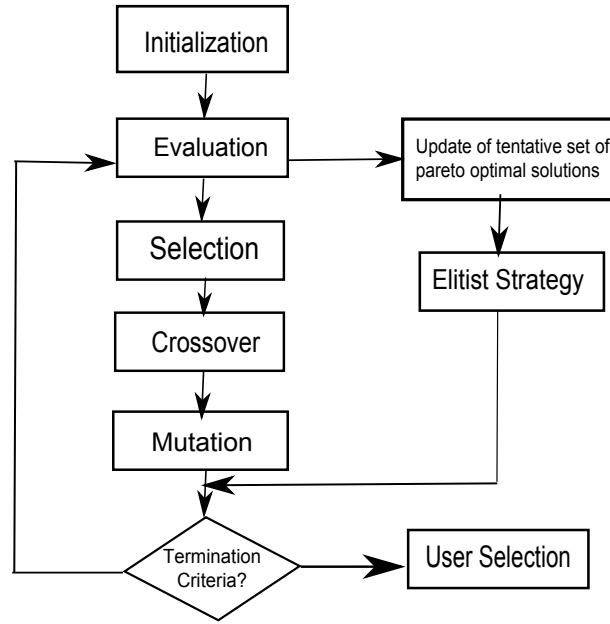 Initialization
Evaluation
Update of tentative set of
pareto optimal solutions
Selection
Elitist Strategy
Crossover
Mutation
Termination
Criteria?
User Selection